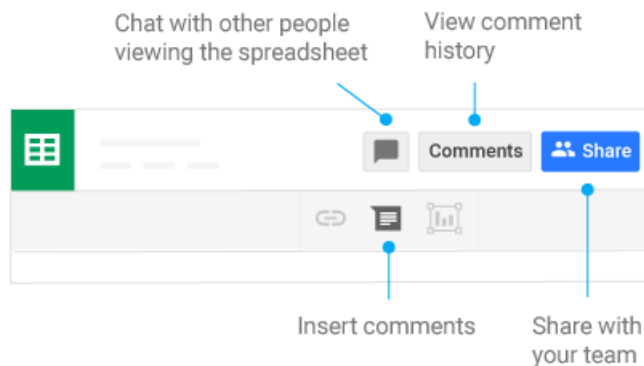 Chat with other people
viewing the spreadsheet
View comment
history
Comments
Share
Insert comments
Share with
your team